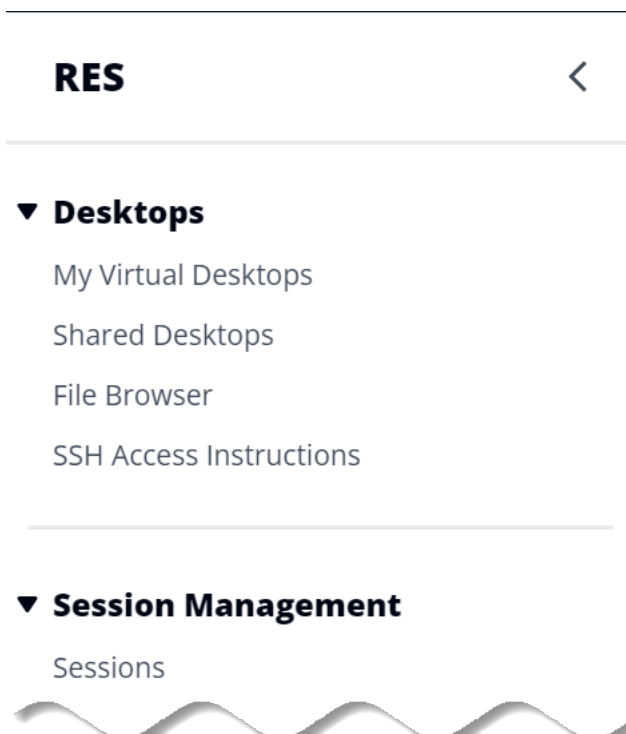 RES
Desktops
My Virtual Desktops
Shared Desktops
File Browser
SSH Access Instructions
Session Management
Sessions